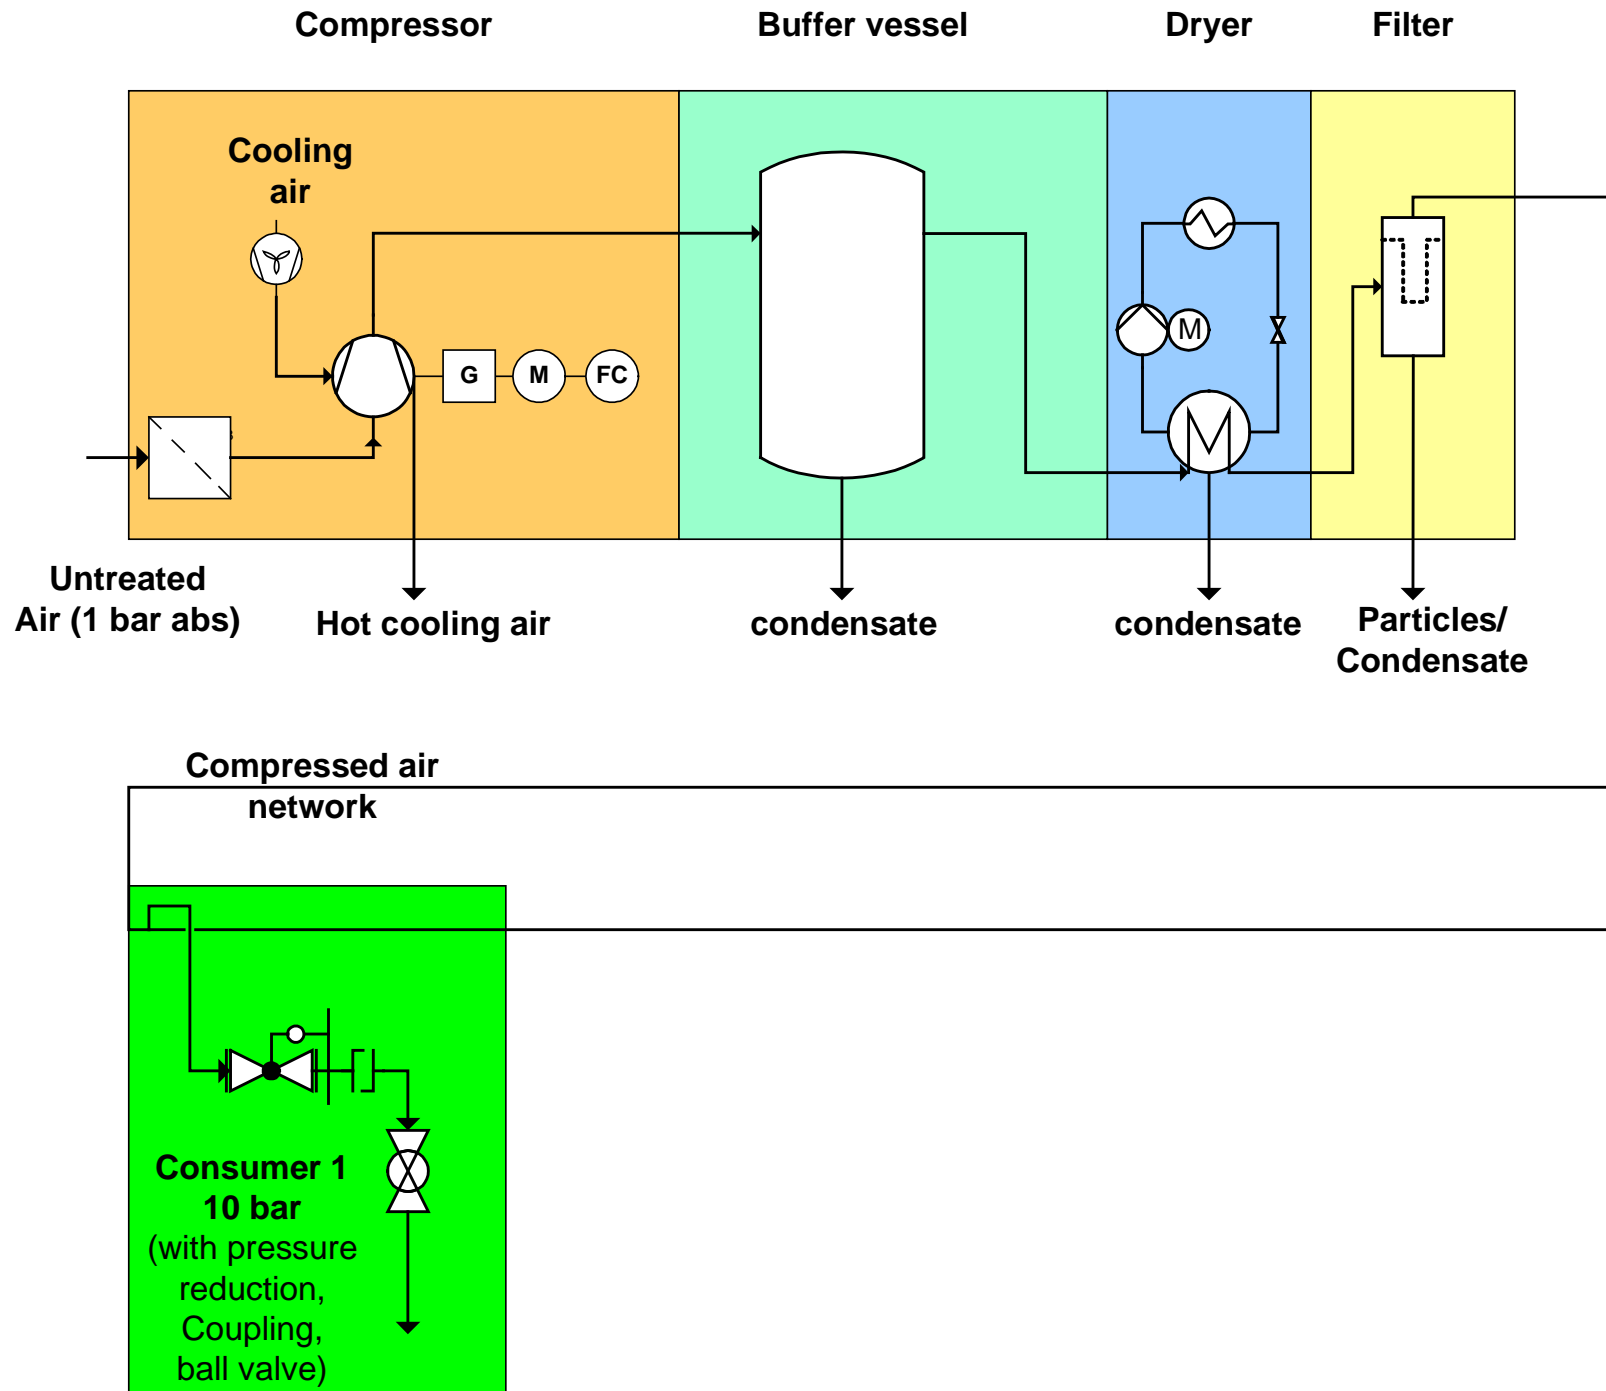 Compressor
Buffer vessel
Dryer
Filter
Cooling
air
M
G
M
FC
Untreated
Air (1 bar abs)
Hot cooling air
condensate
condensate
Particles/
Condensate
Compressed air
network
Consumer 1
10 bar
(with pressure
reduction,
Coupling,
ball valve)